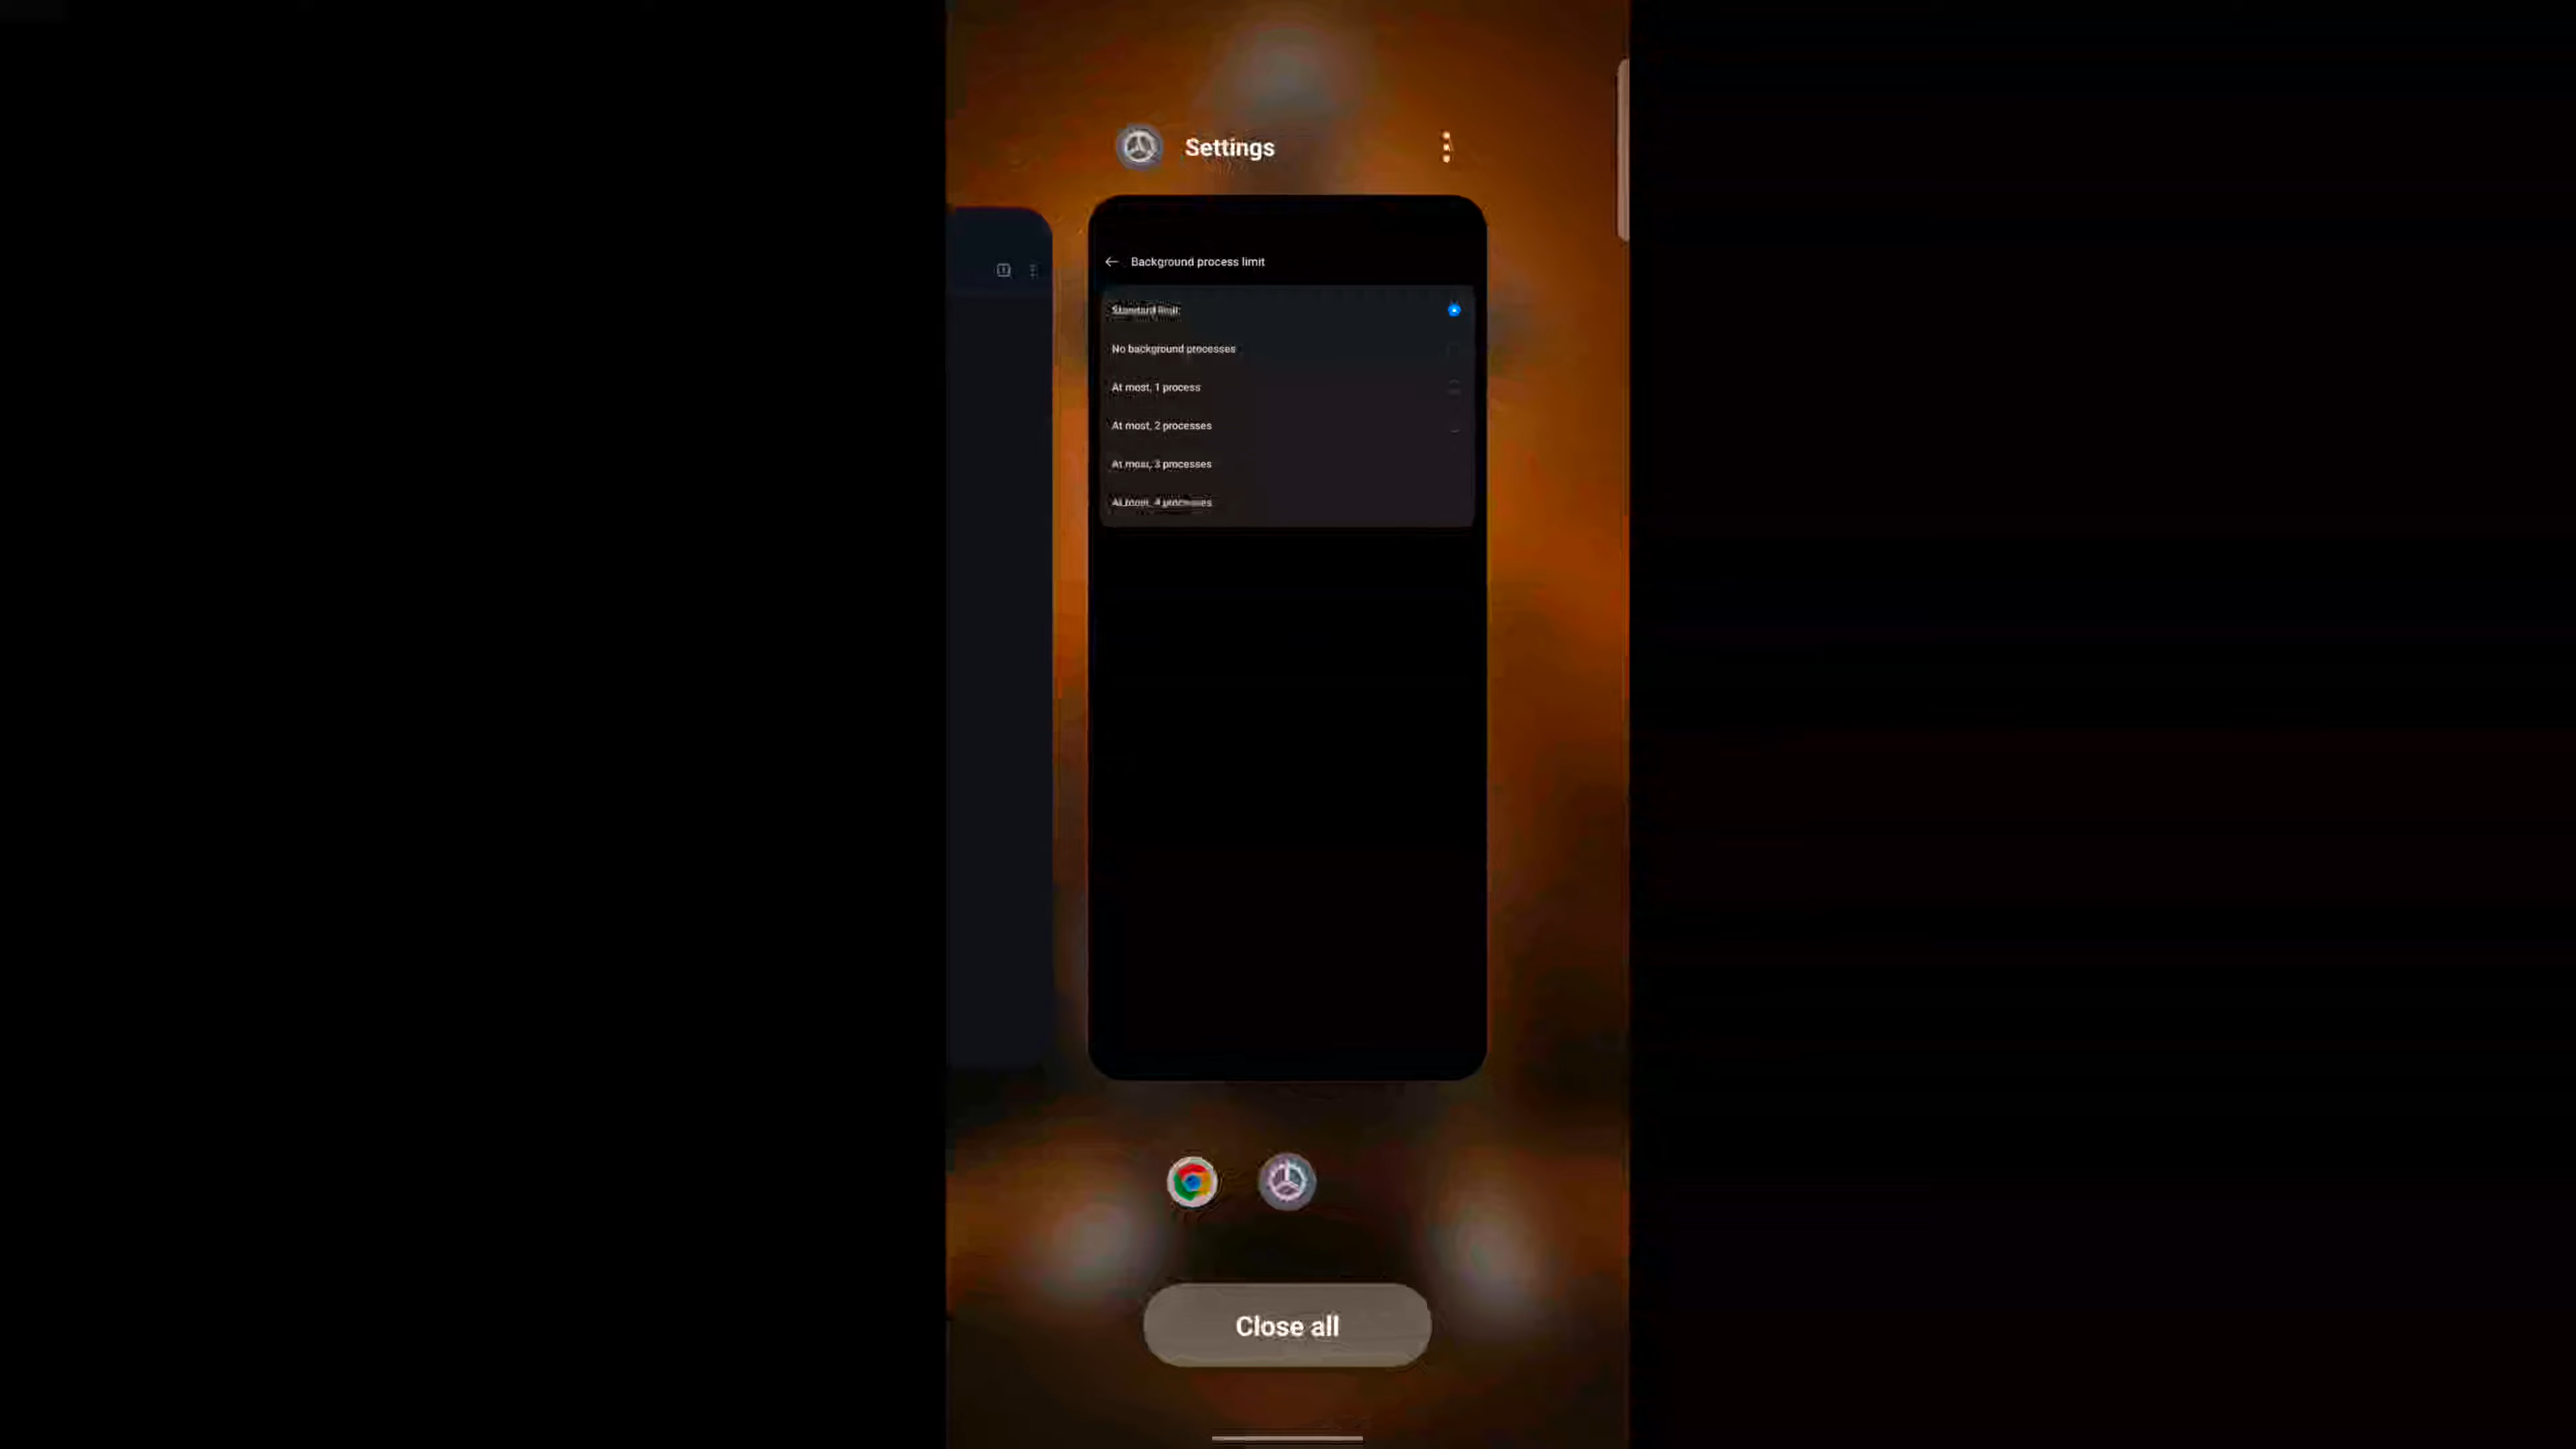 Settings
Background process limit
Standard limit
No background processes
At most, 1 process
At most, 2 processes
At most, 3 processes
At most, 4 processes
Close all